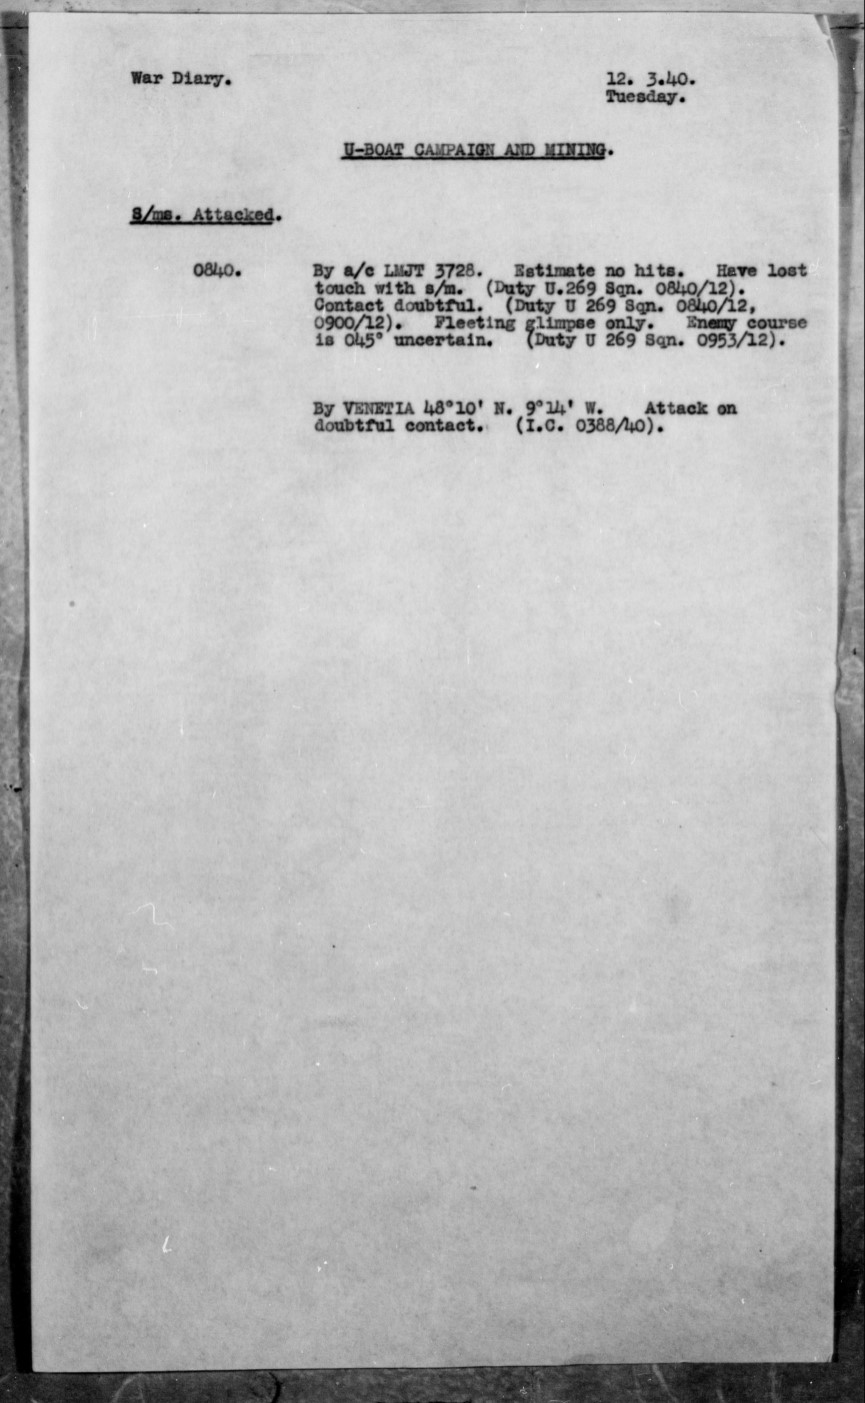 War Diary.
12. 3.40.
Tuesday.
U-BOAT CAMPAIGN AND MINING.
S/ms. Attacked.
0840. By a/c LMJT 3728. Estimate no hits. Have lost
touch with s/m. (Duty U.269 Sqn. 0840/12).
Contact doubtful. (Duty U 269 Sqn. 0840/12,
0900/12). Fleeting glimpse only. Enemy course
is 045° uncertain. (Duty U 269 Sqn. 0953/12).
By VENETIA 48°10' N. 9°14' W. Attack on
doubtful contact. (I.C. 0388/40).